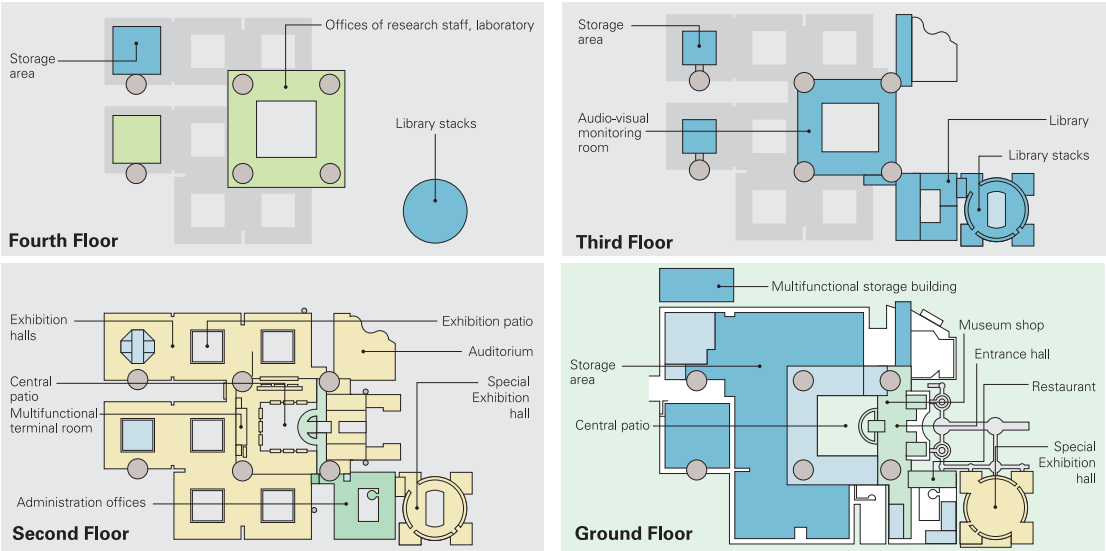 Offices of research staff, laboratory
Storage
area
Library stacks
Fourth Floor
Storage
area
Audio-visual
monitoring
room
Library
Library stacks
Third Floor
Exhibition
halls
Exhibition patio
Auditorium
Central
patio
Special
Exhibition
hall
Multifunctional
terminal room
Administration offices
Second Floor
Multifunctional storage building
Museum shop
Entrance hall
Storage
area
Restaurant
Central patio
Special
Exhibition
hall
Ground Floor